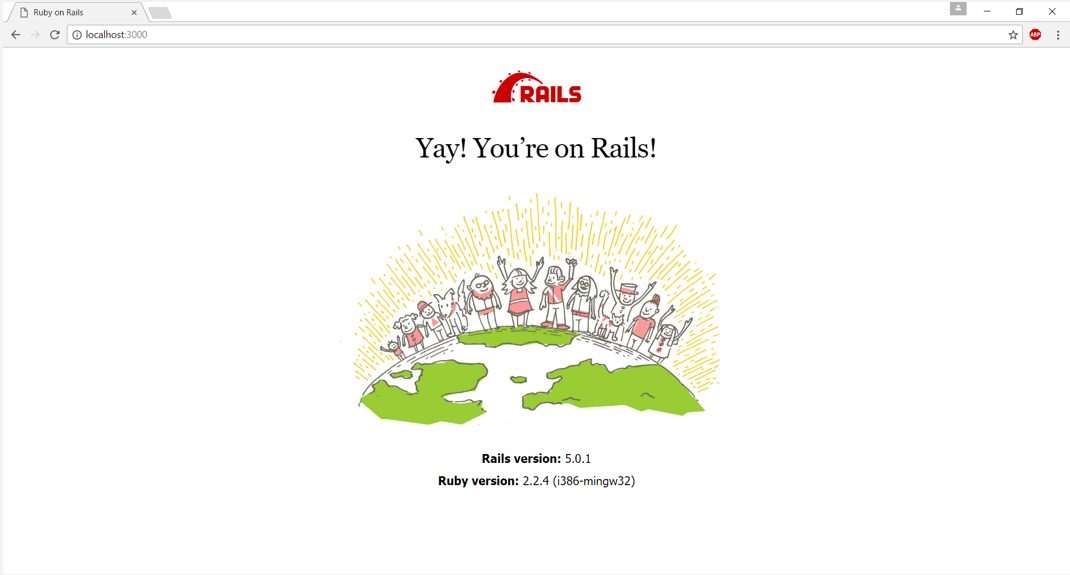 Ruby on Rails
localhost:3000
ABP
RAILS
Yay! You’re on Rails!
Rails version: 5.0.1
Ruby version: 2.2.4 (i386-mingw32)